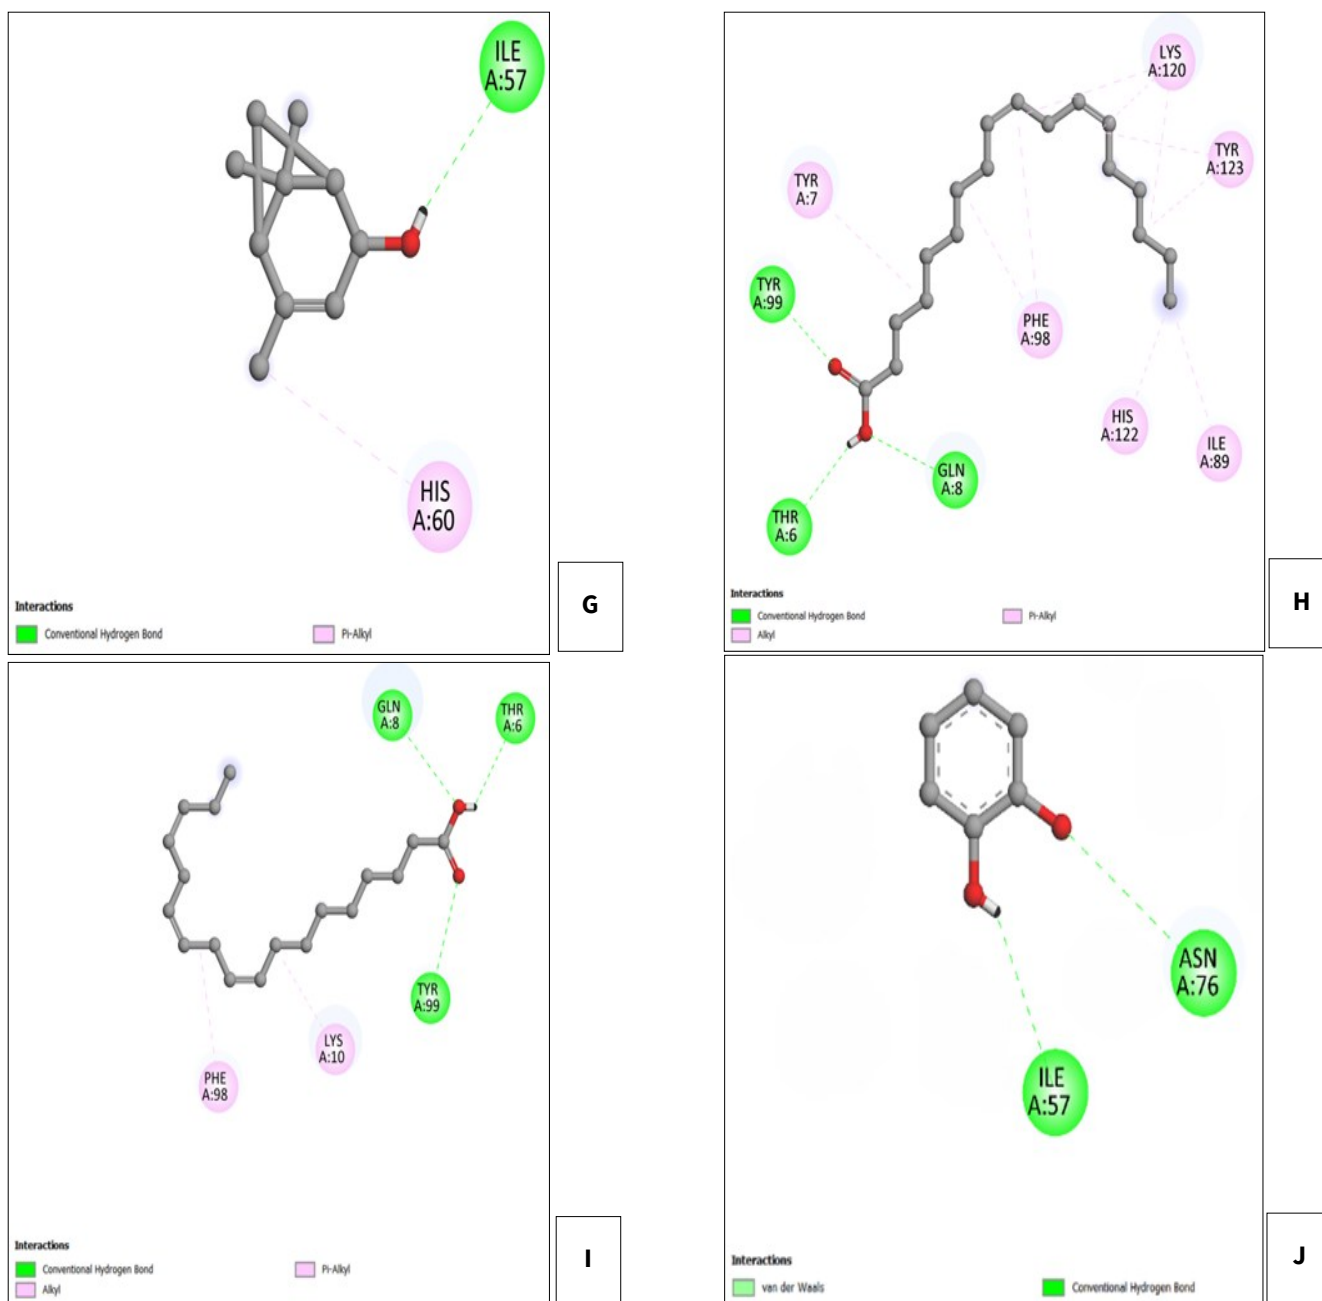 ILE
A:57
HIS
A:60
Interactions
Conventional Hydrogen Bond
Pi-Alkyl
G
LYS
A:120
TYR
A:123
TYR
A:7
TYR
A:99
PHE
A:98
HIS
A:122
ILE
A:89
GLN
A:8
THR
A:6
Interactions
Conventional Hydrogen Bond
Pi-Alkyl
Alkyl
H
GLN
A:8
THR
A:6
TYR
A:99
LYS
A:10
PHE
A:98
Interactions
Conventional Hydrogen Bond
Pi-Alkyl
Alkyl
I
ASN
A:76
ILE
A:57
Interactions
van der Waals
Conventional Hydrogen Bond
J